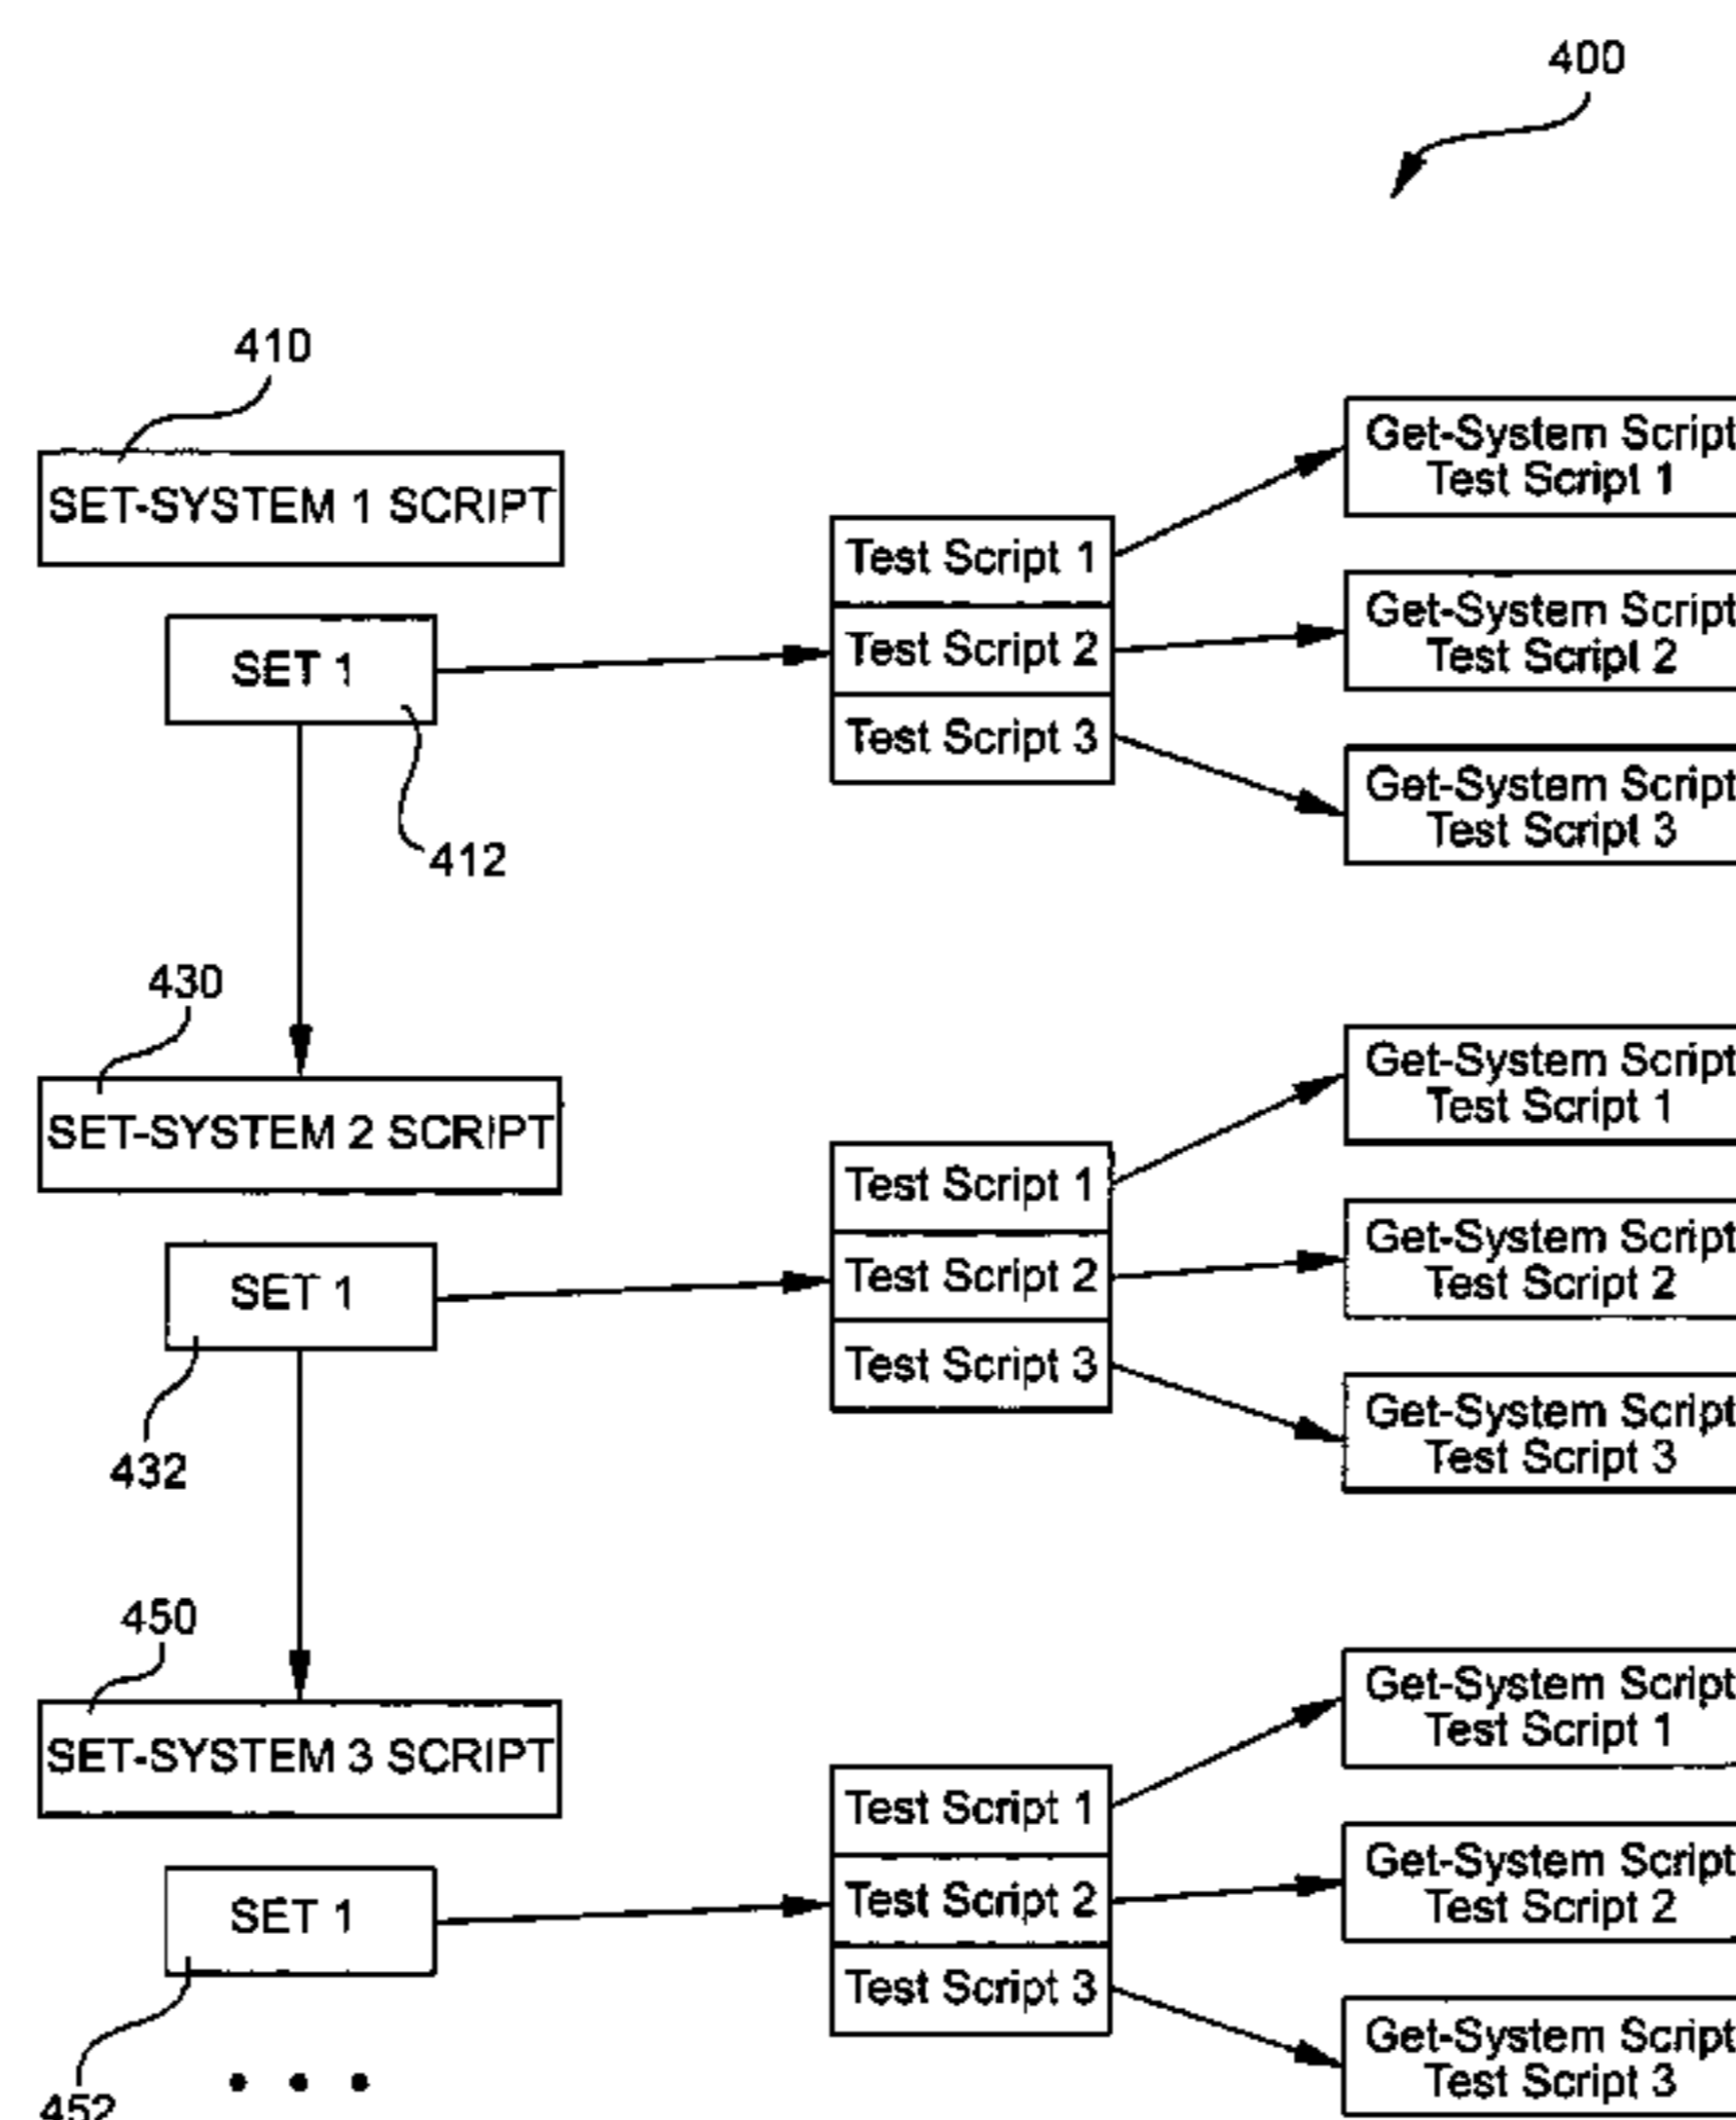 400
410
SET-SYSTEM 1 SCRIPT
SET 1
412
Test Script 1
Test Script 2
Test Script 3
Get-System Script
Test Script 1
Get-System Script
Test Script 2
Get-System Script
Test Script 3
430
SET-SYSTEM 2 SCRIPT
SET 1
432
Test Script 1
Test Script 2
Test Script 3
Get-System Script
Test Script 1
Get-System Script
Test Script 2
Get-System Script
Test Script 3
450
SET-SYSTEM 3 SCRIPT
SET 1
452
Test Script 1
Test Script 2
Test Script 3
Get-System Script
Test Script 1
Get-System Script
Test Script 2
Get-System Script
Test Script 3